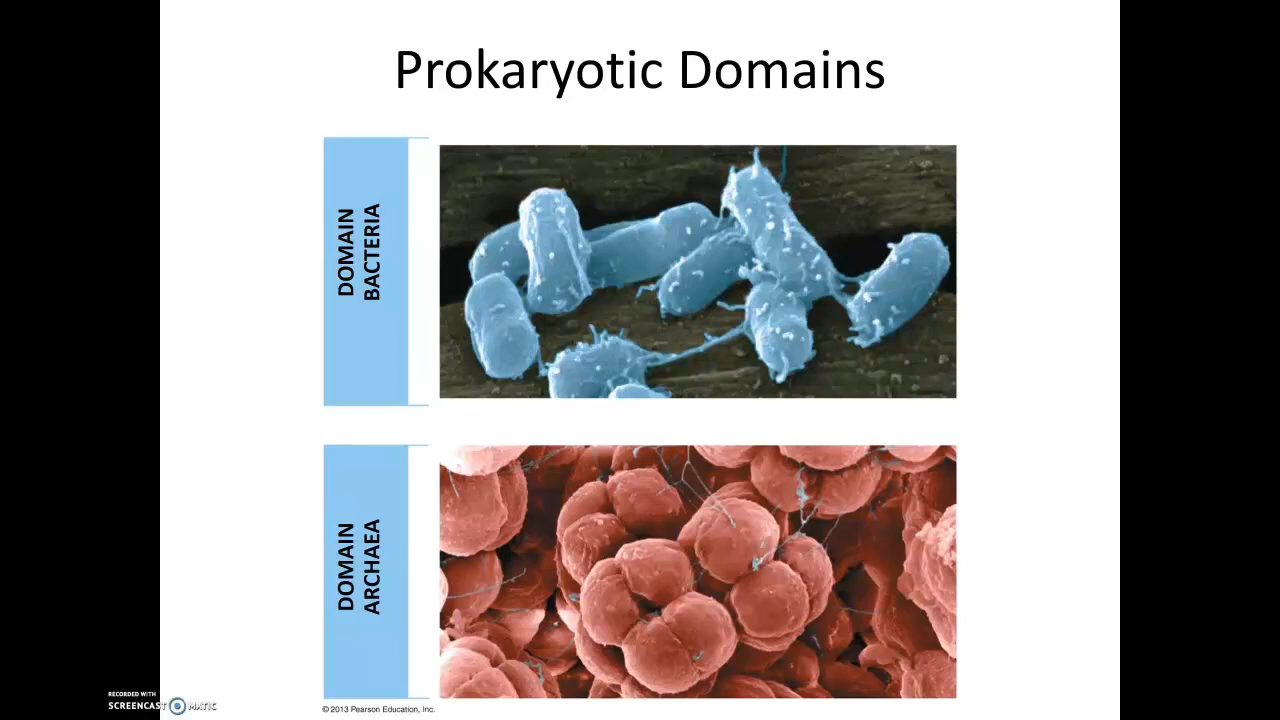 Prokaryotic Domains
DOMAIN
BACTERIA
DOMAIN
ARCHAEA
© 2013 Pearson Education, Inc.
RECORDED WITH
SCREENCAST MATIC